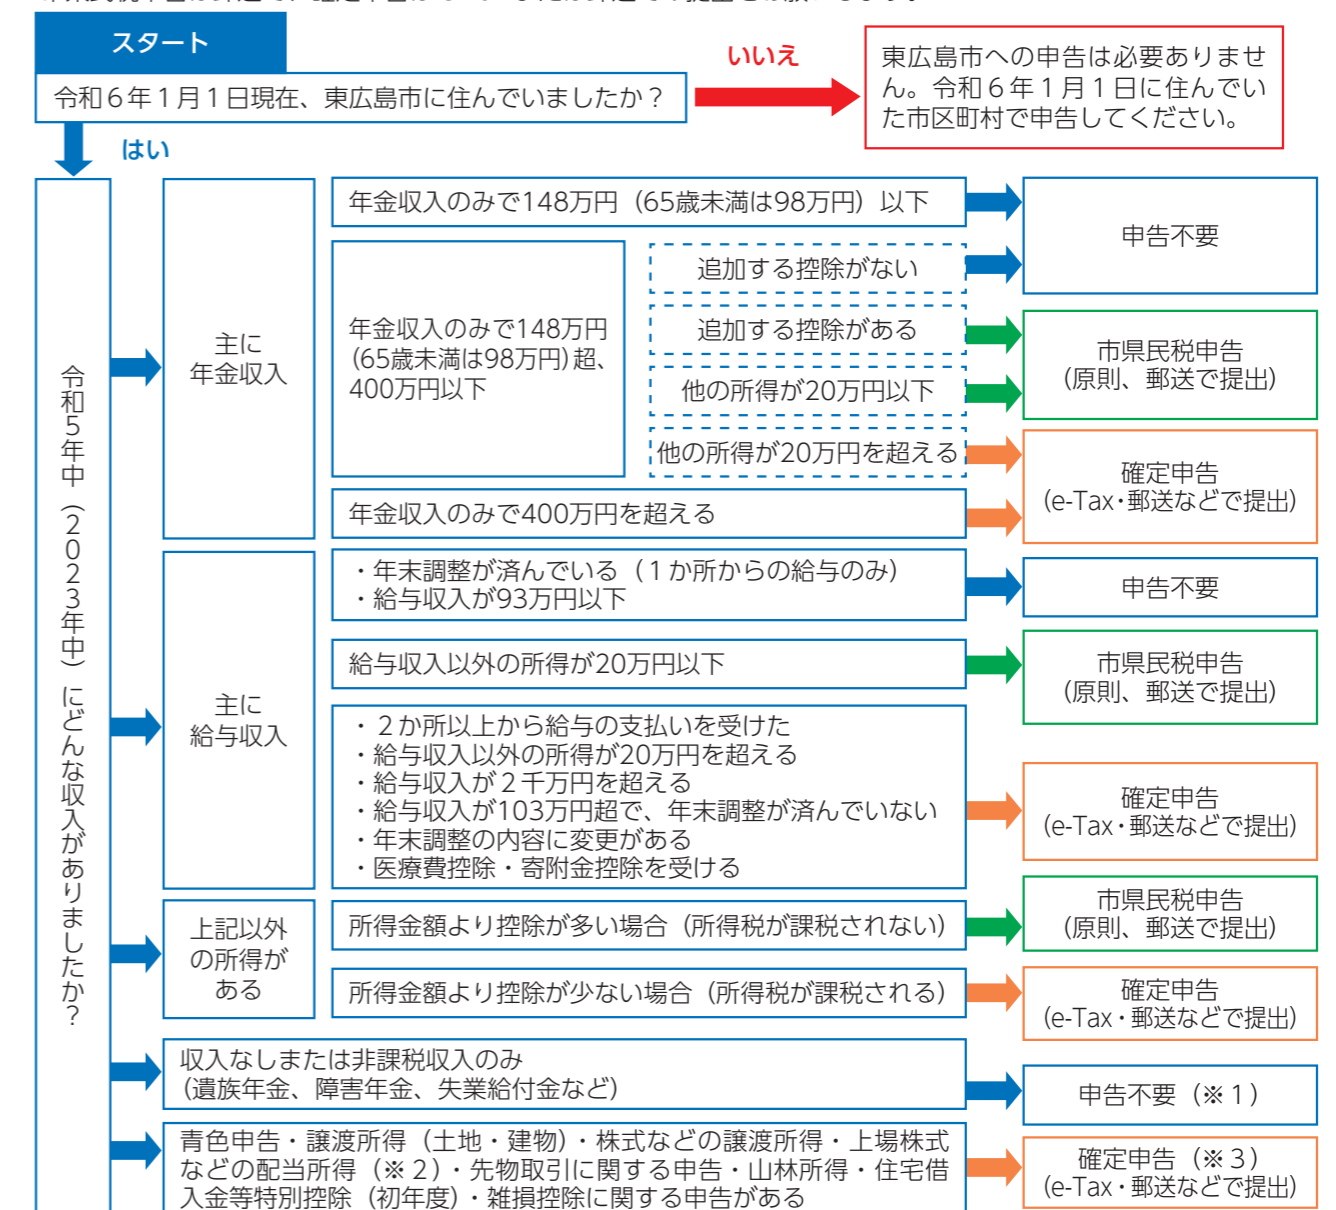 スタート
令和6年1月1日現在、東広島市に住んでいましたか？
いいえ
東広島市への申告は必要ありませ
ん。令和6年1月1日に住んでい
た市区町村で申告してください。
はい
令和5年中（2023年中）にどんな収入がありましたか？
主に
年金収入
年金収入のみで148万円（65歳未満は98万円）以下
申告不要
年金収入のみで148万円
（65歳未満は98万円）超、
400万円以下
追加する控除がない
追加する控除がある
他の所得が20万円以下
市県民税申告
（原則、郵送で提出）
他の所得が20万円を超える
年金収入のみで400万円を超える
確定申告
（e-Tax・郵送などで提出）
主に
給与収入
・年末調整が済んでいる（1か所からの給与のみ）
・給与収入が93万円以下
申告不要
給与収入以外の所得が20万円以下
市県民税申告
（原則、郵送で提出）
・2か所以上から給与の支払いを受けた
・給与収入以外の所得が20万円を超える
・給与収入が2千万円を超える
・給与収入が103万円超で、年末調整が済んでいない
・年末調整の内容に変更がある
・医療費控除・寄附金控除を受ける
確定申告
（e-Tax・郵送などで提出）
上記以外
の所得が
ある
所得金額より控除が多い場合（所得税が課税されない）
市県民税申告
（原則、郵送で提出）
所得金額より控除が少ない場合（所得税が課税される）
確定申告
（e-Tax・郵送などで提出）
収入なしまたは非課税収入のみ
（遺族年金、障害年金、失業給付金など）
申告不要（※1）
青色申告・譲渡所得（土地・建物）・株式などの譲渡所得・上場株式
などの配当所得（※2）・先物取引に関する申告・山林所得・住宅借
入金等特別控除（初年度）・雑損控除に関する申告がある
確定申告（※3）
（e-Tax・郵送などで提出）